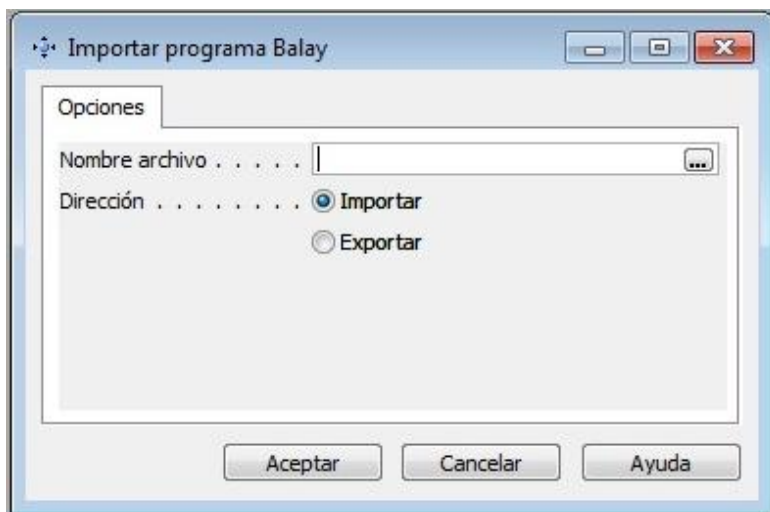 Importar programa Balay
Opciones
Nombre archivo . . . . . ...
Dirección . . . . . . . . Importar
Exportar
Aceptar Cancelar Ayuda